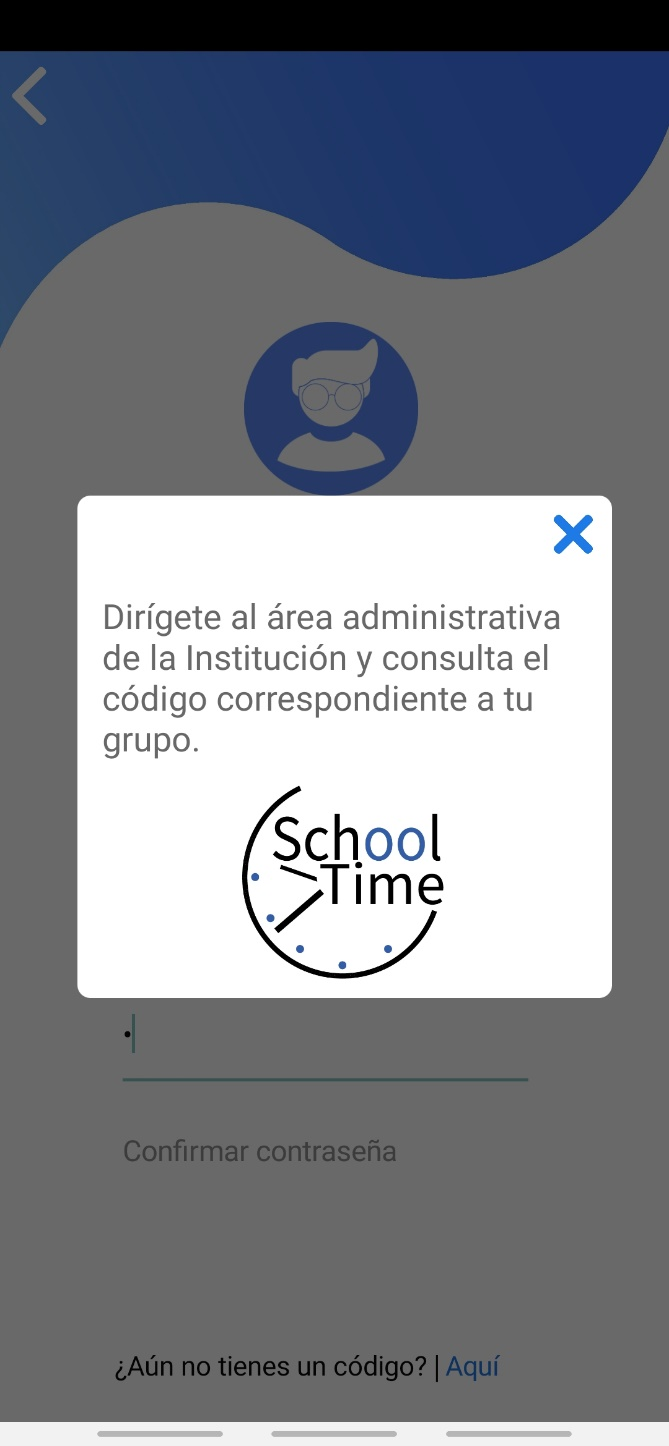 Dirígete al área administrativa
de la Institución y consulta el
código correspondiente a tu
grupo.
School
Time
Confirmar contraseña
¿Aún no tienes un código? | Aquí